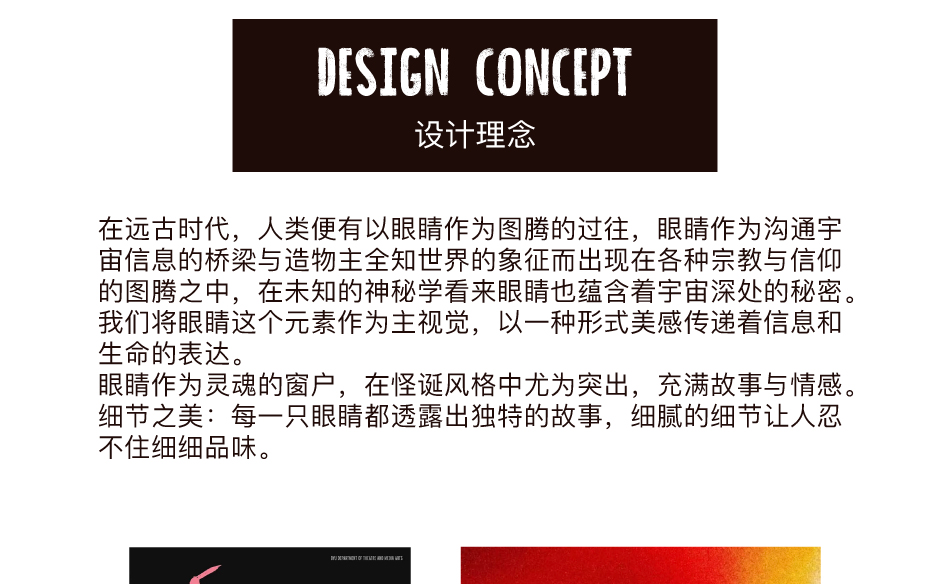 DESIGN CONCEPT
设计理念
在远古时代，人类便有以眼睛作为图腾的过往，眼睛作为沟通宇
宙信息的桥梁与造物主全知世界的象征而出现在各种宗教与信仰
的图腾之中，在未知的神秘学看来眼睛也蕴含着宇宙深处的秘密。
我们将眼睛这个元素作为主视觉，以一种形式美感传递着信息和
生命的表达。
眼睛作为灵魂的窗户，在怪诞风格中尤为突出，充满故事与情感。
细节之美：每一只眼睛都透露出独特的故事，细腻的细节让人忍
不住细细品味。
DEPARTMENT OF THEATRE AND MEDIA ARTS